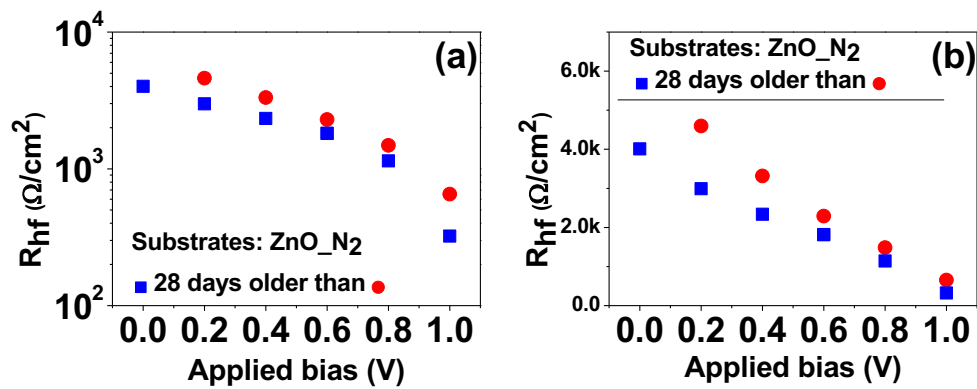 (a)
R_hf (Ω/cm²)
10⁴
10³
10²
Substrates: ZnO_N₂
28 days older than
0.0 0.2 0.4 0.6 0.8 1.0
Applied bias (V)
(b)
Substrates: ZnO_N₂
28 days older than
R_hf (Ω/cm²)
6.0k
4.0k
2.0k
0.0
0.0 0.2 0.4 0.6 0.8 1.0
Applied bias (V)